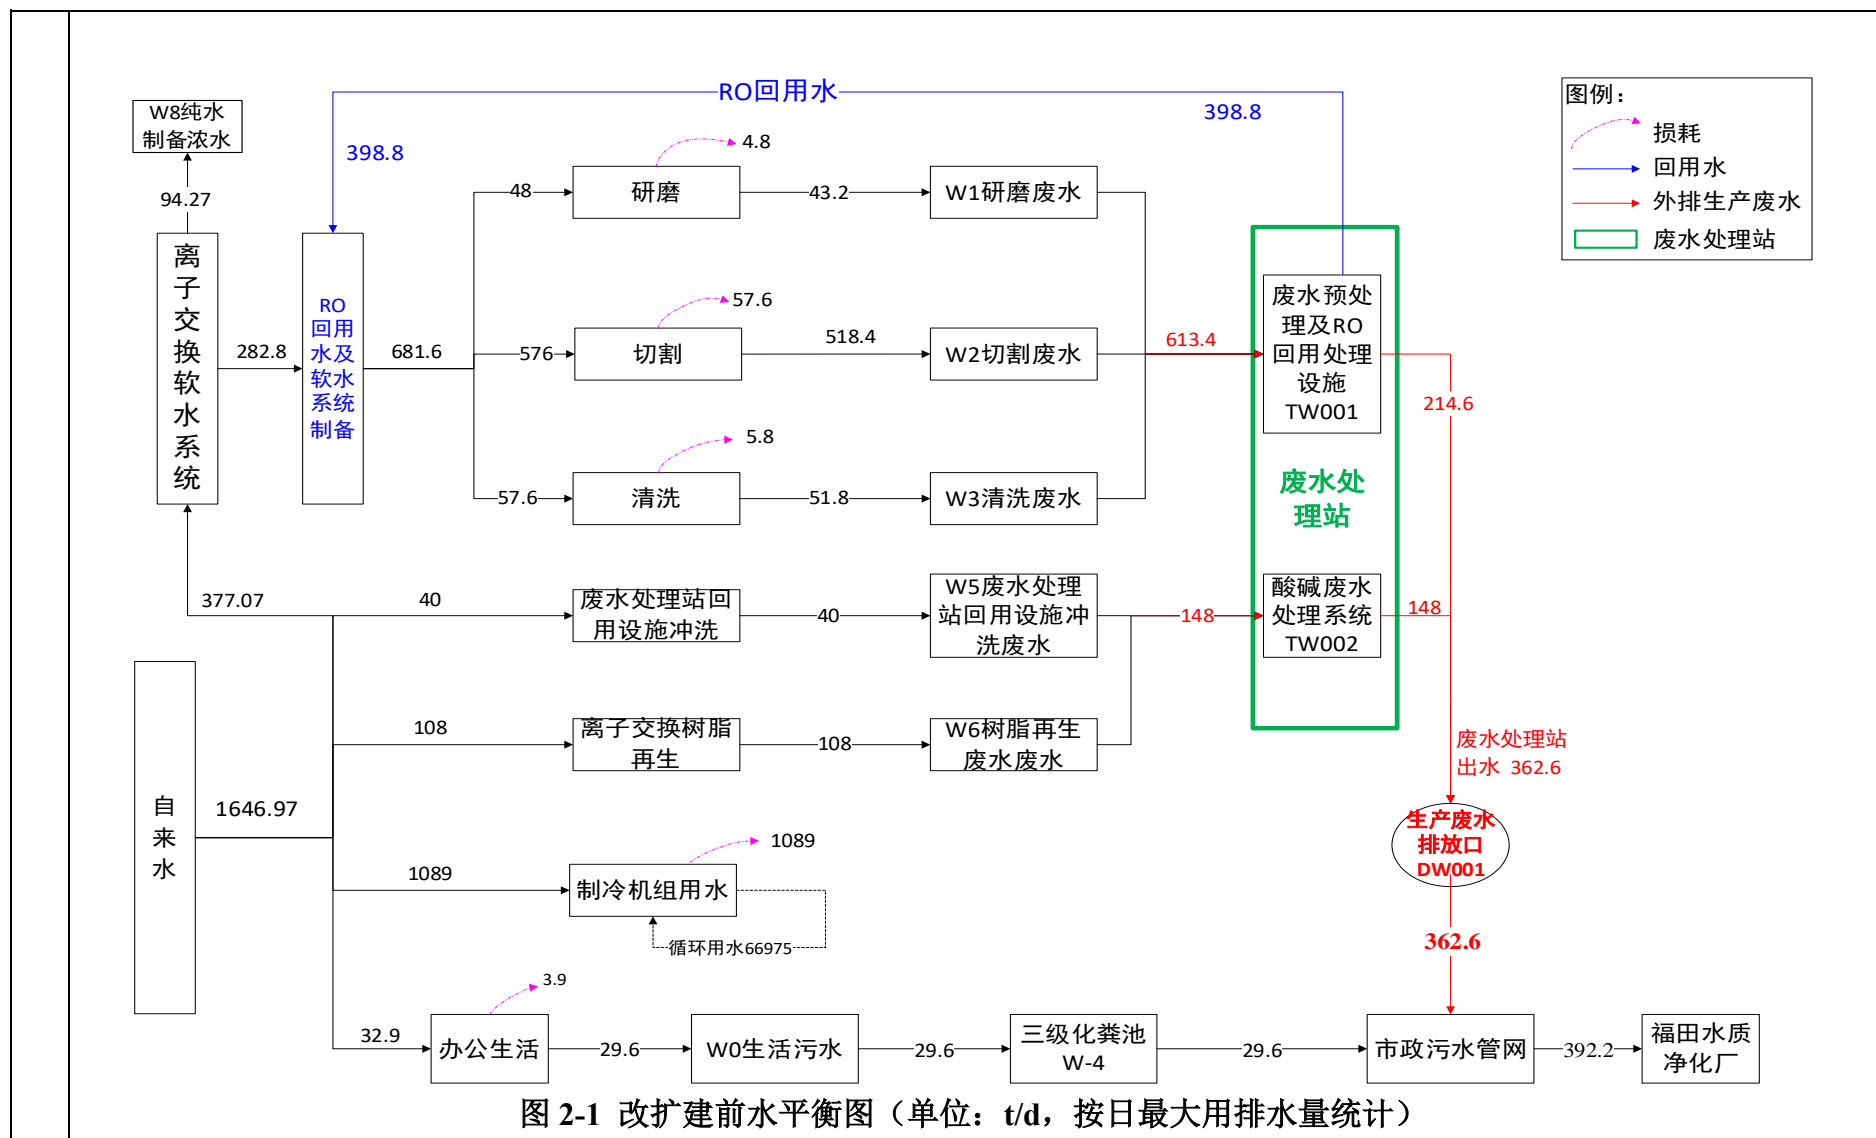 RO回用水
398.8
398.8
W8纯水
制备浓水
94.27
离
子
交
换
软
水
系
统
282.8
RO
回用
水及
软水
系统
制备
681.6
48
研磨
4.8
43.2
W1研磨废水
576
切割
57.6
518.4
W2切割废水
57.6
清洗
5.8
51.8
W3清洗废水
613.4
废水预处
理及RO
回用处理
设施
TW001
214.6
废水处
理站
377.07
40
废水处理站回
用设施冲洗
40
W5废水处理
站回用设施冲
洗废水
148
酸碱废水
处理系统
TW002
148
108
离子交换树脂
再生
108
W6树脂再生
废水废水
废水处理站
出水 362.6
自
来
水
1646.97
1089
制冷机组用水
1089
循环用水66975
生产废水
排放口
DW001
362.6
32.9
办公生活
3.9
29.6
W0生活污水
29.6
三级化粪池
W-4
29.6
市政污水管网
392.2
福田水质
净化厂
图例：
损耗
回用水
外排生产废水
废水处理站
图 2-1 改扩建前水平衡图（单位：t/d，按日最大用排水量统计）